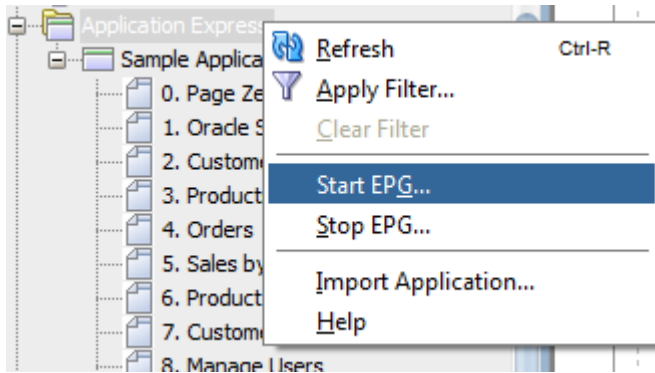 Application Express
Sample Applica
0. Page Ze
1. Oracle S
2. Custome
3. Product
4. Orders
5. Sales by
6. Product
7. Custome
8. Manage Users
Refresh Ctrl-R
Apply Filter...
Clear Filter
Start EPG...
Stop EPG...
Import Application...
Help